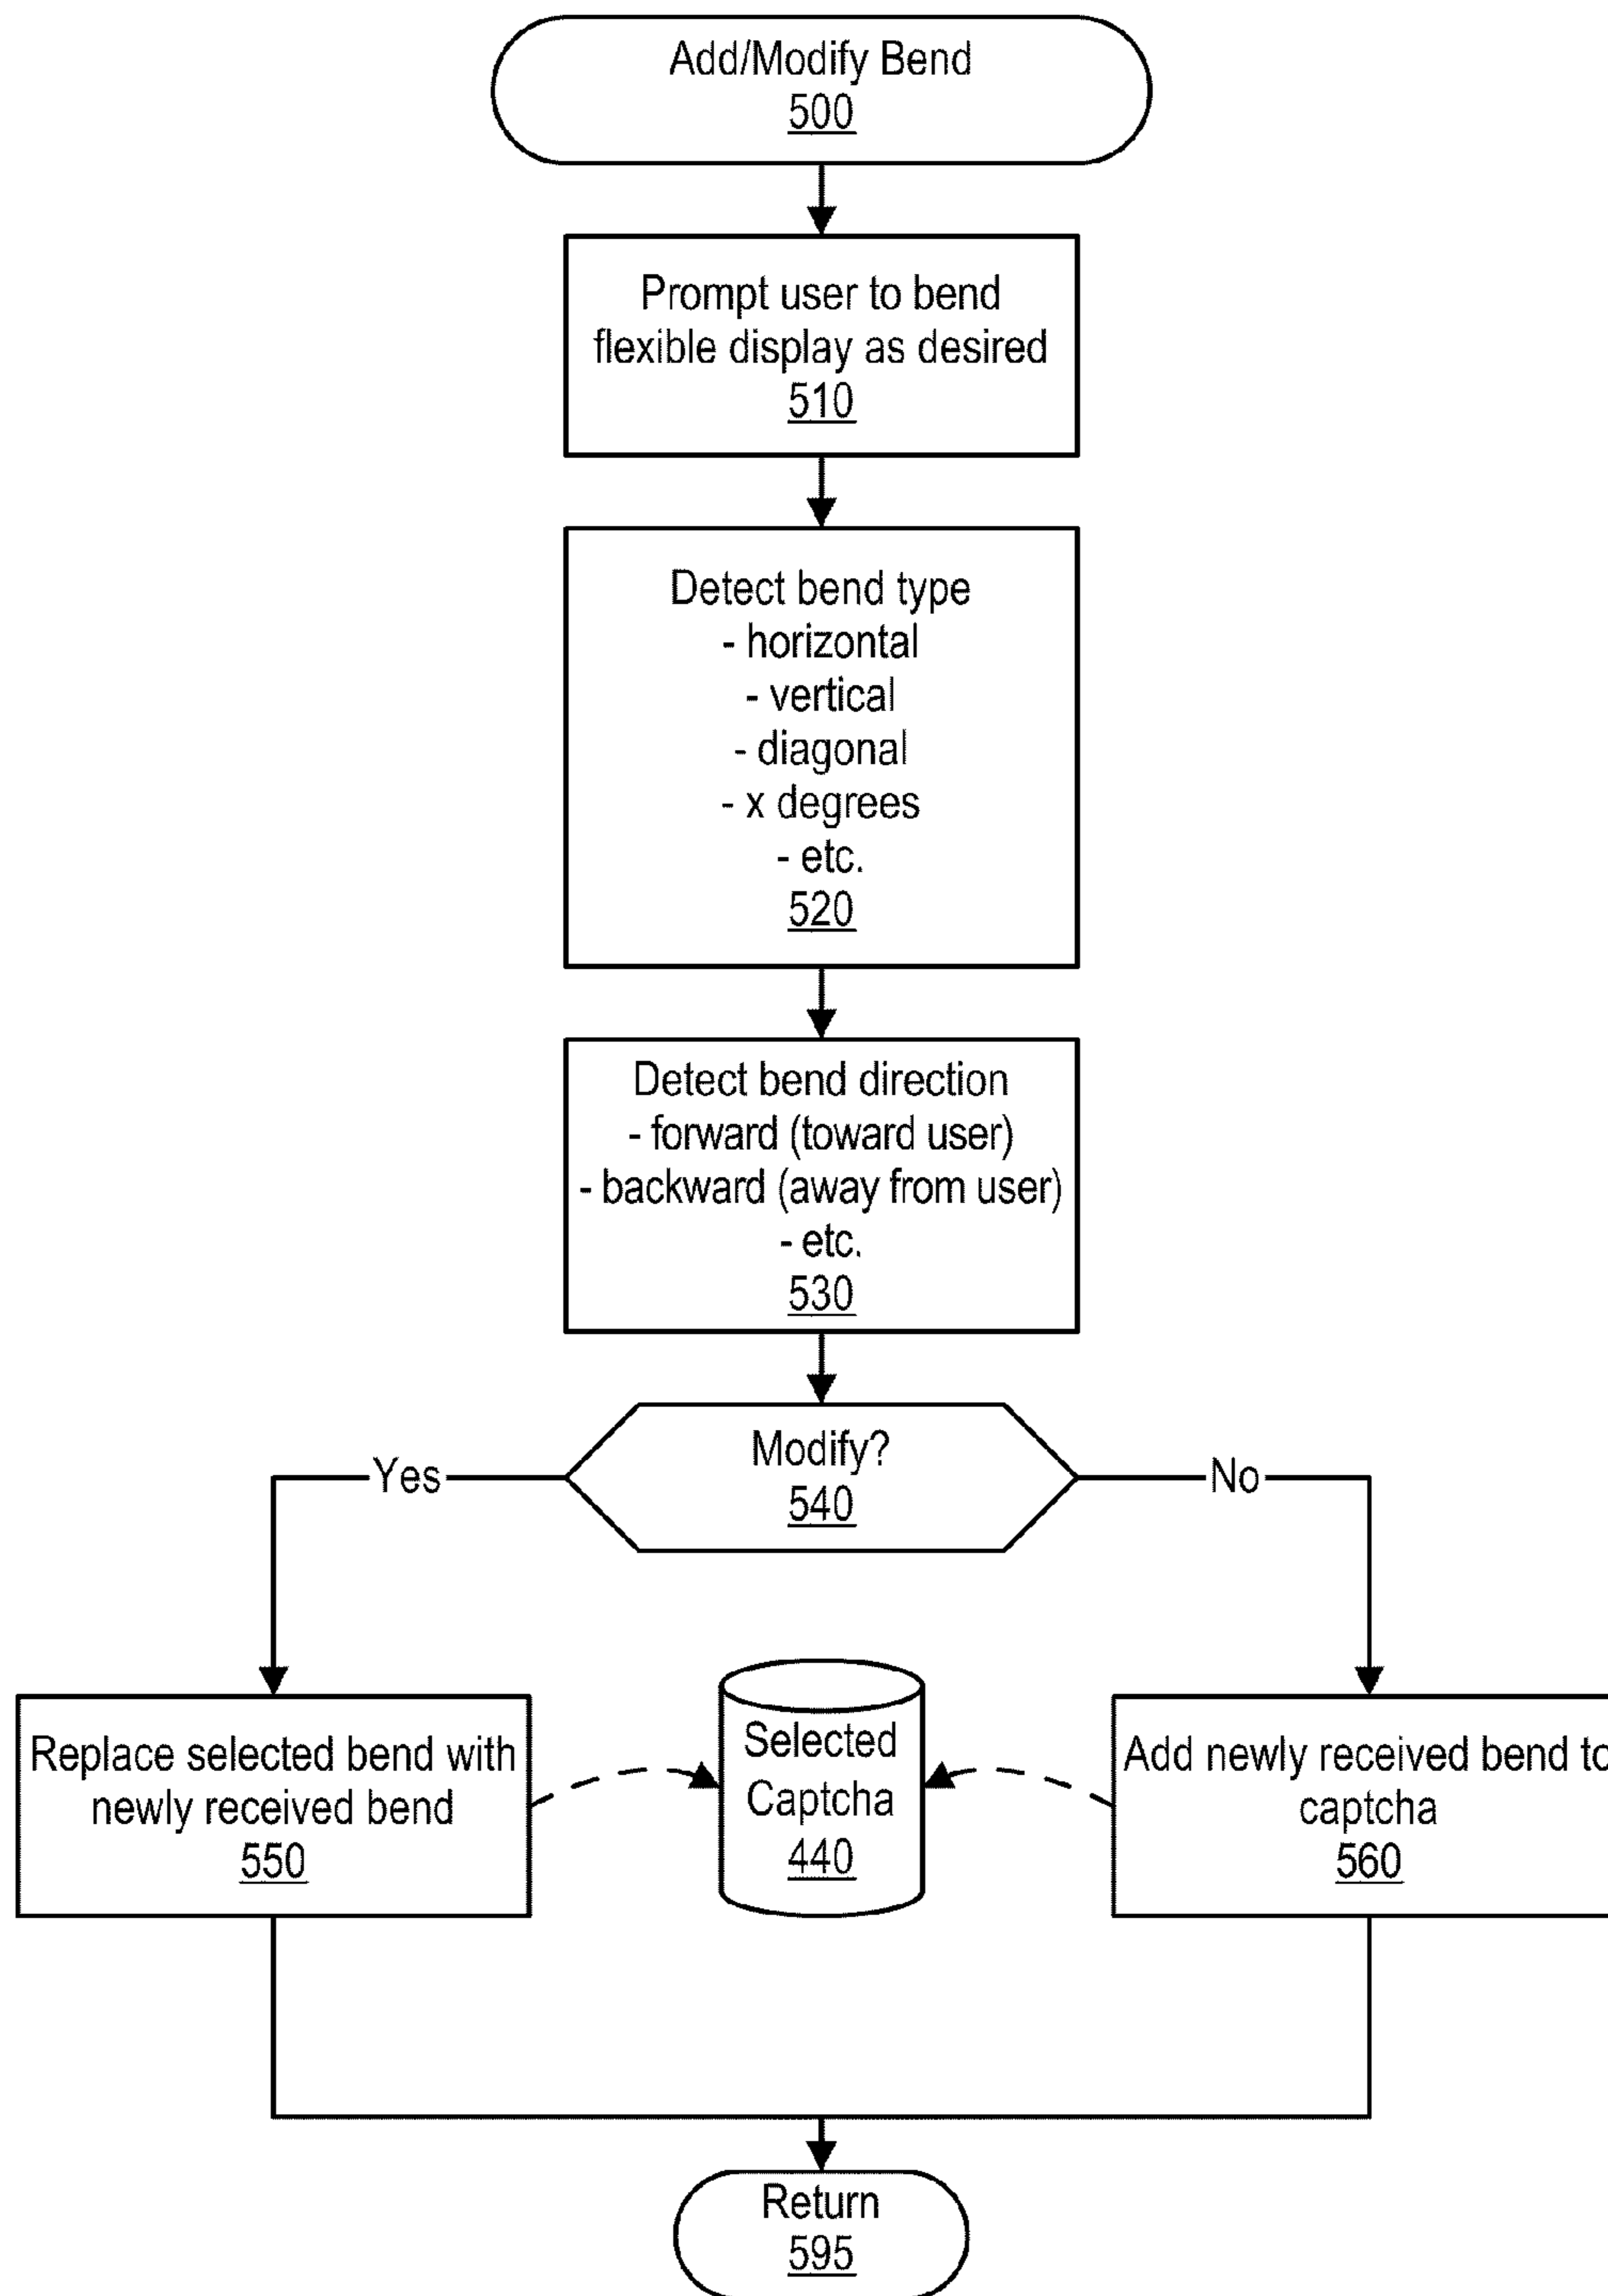 Add/Modify Bend
500
Prompt user to bend
flexible display as desired
510
Detect bend type
- horizontal
- vertical
- diagonal
- x degrees
- etc.
520
Detect bend direction
- forward (toward user)
- backward (away from user)
- etc.
530
Modify?
540
Yes
No
Replace selected bend with
newly received bend
550
Selected
Captcha
440
Add newly received bend to
captcha
560
Return
595